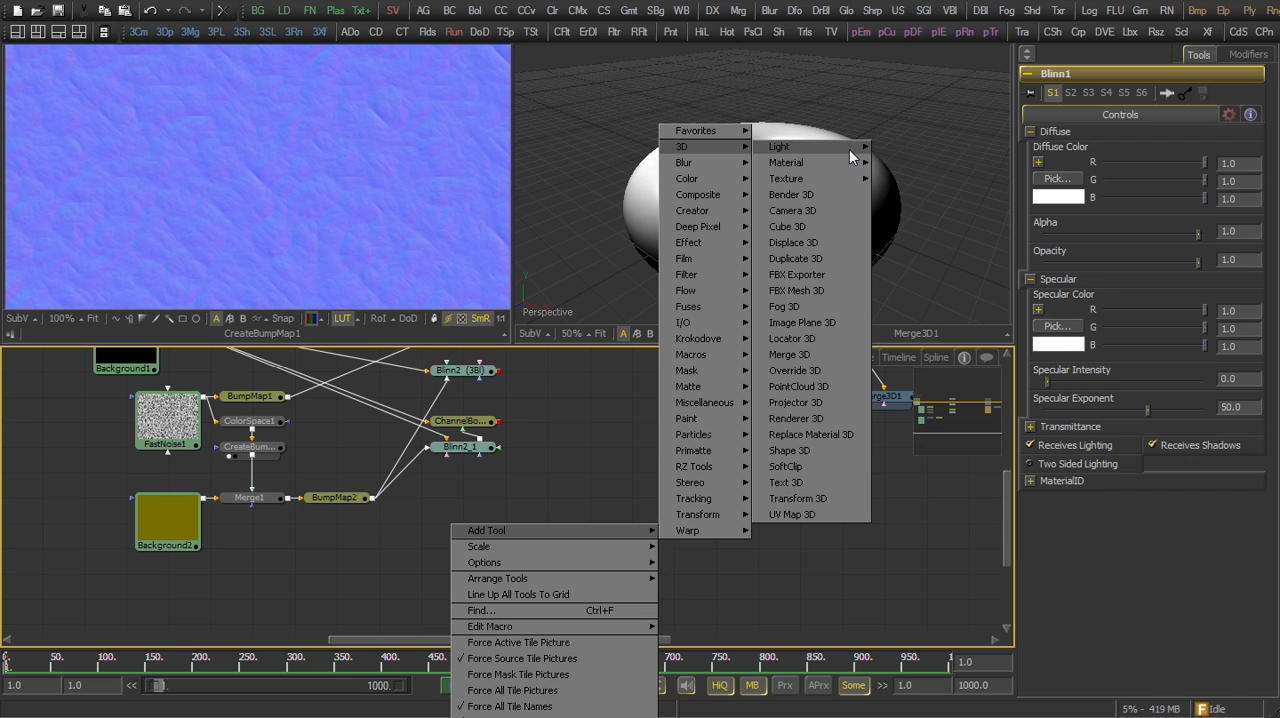 BG LD FN Plas Txt+ SV AG BC Bol CC CCv Clr CMx CS Gmt SBg WB DX Mrg Blur Dfo DrBl Glo Shrp US SGl VBl DBl Fog Shd Txr Log FLU Grn RN Bmp Elp Ply Rn
3Cm 3Dp 3Mg 3PL 3Sh 3SL 3Rn 3Xf ADo CD CT Flds Run DoD TSp TSt CFlt ErDl Fltr RFlt Pnt HiL Hot PsCl Sh Trls TV pEm pCu pDF pIE pRn pTr CSh Crp DVE Lbx Rsz Scl Xf CdS CPn
Tools Modifiers
Blinn1
S1 S2 S3 S4 S5 S6
Controls
Diffuse
Diffuse Color
R 1.0
Pick... G 1.0
B 1.0
Alpha
1.0
Opacity
1.0
Specular
Specular Color
R 1.0
Pick... G 1.0
B 1.0
Specular Intensity
0.0
Specular Exponent
50.0
Transmittance
Receives Lighting Receives Shadows
Two Sided Lighting
MaterialID
Perspective
SubV 100% Fit A Snap LUT RoI DoD SmR 1:1
CreateBumpMap1
SubV 50% Fit A B
Merge3D1
Timeline Spline
Background1
Blinn2 (3Bl)
BumpMap1
ColorSpace1
FastNoise1
CreateBum...
ChannelBo...
Blinn2_1
Merge1
BumpMap2
Background2
Favorites
3D
Blur
Color
Composite
Creator
Deep Pixel
Effect
Film
Filter
Flow
Fuses
I/O
Krokodove
Macros
Mask
Matte
Miscellaneous
Paint
Particles
Primatte
RZ Tools
Stereo
Tracking
Transform
Warp
Light
Material
Texture
Bender 3D
Camera 3D
Cube 3D
Displace 3D
Duplicate 3D
FBX Exporter
FBX Mesh 3D
Fog 3D
Image Plane 3D
Locator 3D
Merge 3D
Override 3D
PointCloud 3D
Projector 3D
Renderer 3D
Replace Material 3D
Shape 3D
SoftClip
Text 3D
Transform 3D
UV Map 3D
Add Tool
Scale
Options
Arrange Tools
Line Up All Tools To Grid
Find... Ctrl+F
Edit Macro
Force Active Tile Picture
Force Source Tile Pictures
Force Mask Tile Pictures
Force All Tile Pictures
Force All Tile Names
50. 100. 150. 200. 250. 300. 350. 400. 450. 700. 750. 800. 850. 900. 950. 1.0
1.0 1.0 << 1000. HiQ MB Prx APrx Some >> 1.0 1000.0
5% - 419 MB Idle